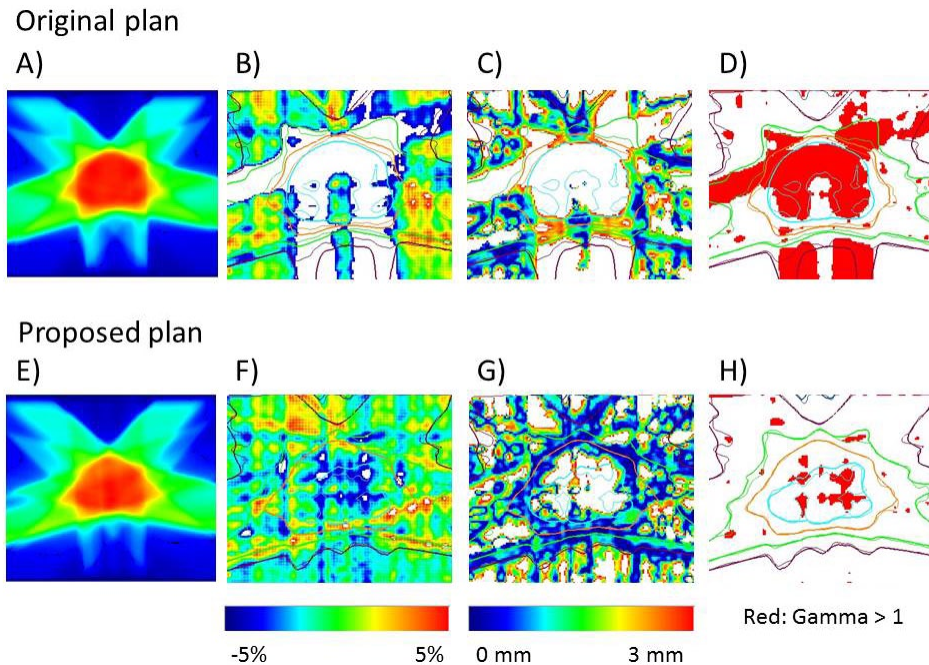 Original plan
A) B) C) D)
Proposed plan
E) F) G) H)
-5% 5% 0 mm 3 mm
Red: Gamma > 1